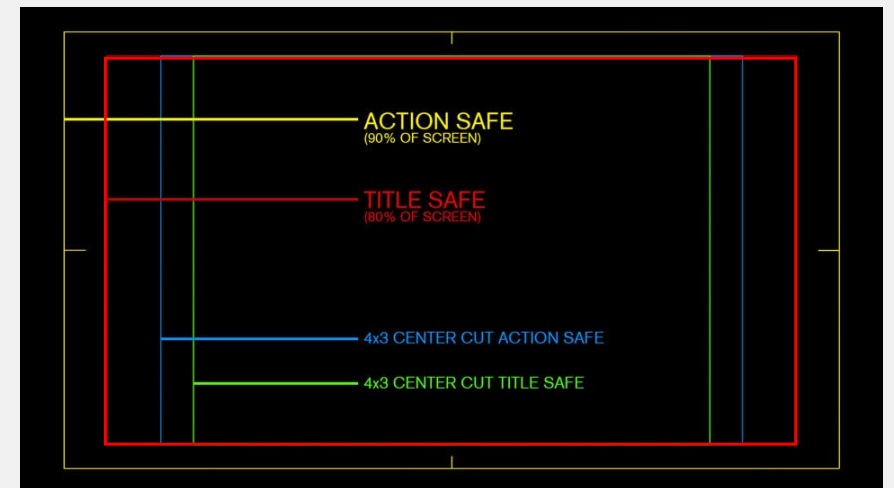 ACTION SAFE
(90% OF SCREEN)
TITLE SAFE
(80% OF SCREEN)
4x3 CENTER CUT ACTION SAFE
4x3 CENTER CUT TITLE SAFE